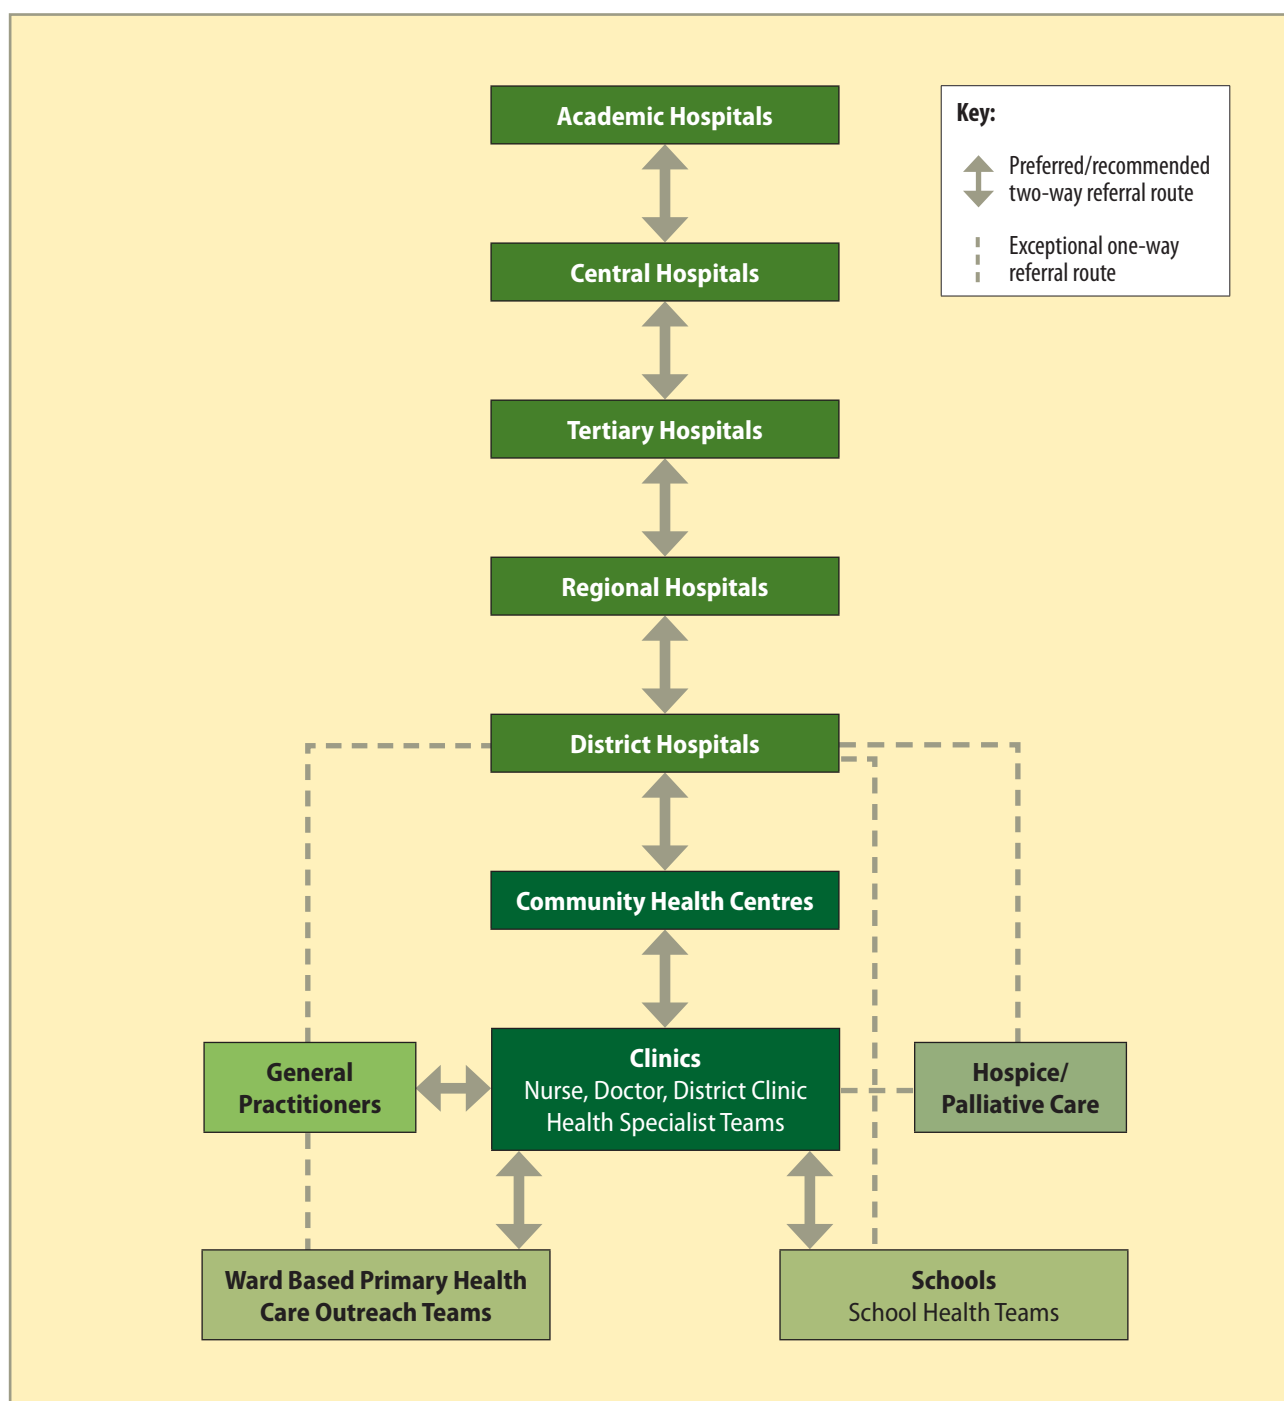 Academic Hospitals
Key:
Preferred/recommended
two-way referral route
Exceptional one-way
referral route
Central Hospitals
Tertiary Hospitals
Regional Hospitals
District Hospitals
Community Health Centres
General
Practitioners
Clinics
Nurse, Doctor, District Clinic
Health Specialist Teams
Hospice/
Palliative Care
Ward Based Primary Health
Care Outreach Teams
Schools
School Health Teams